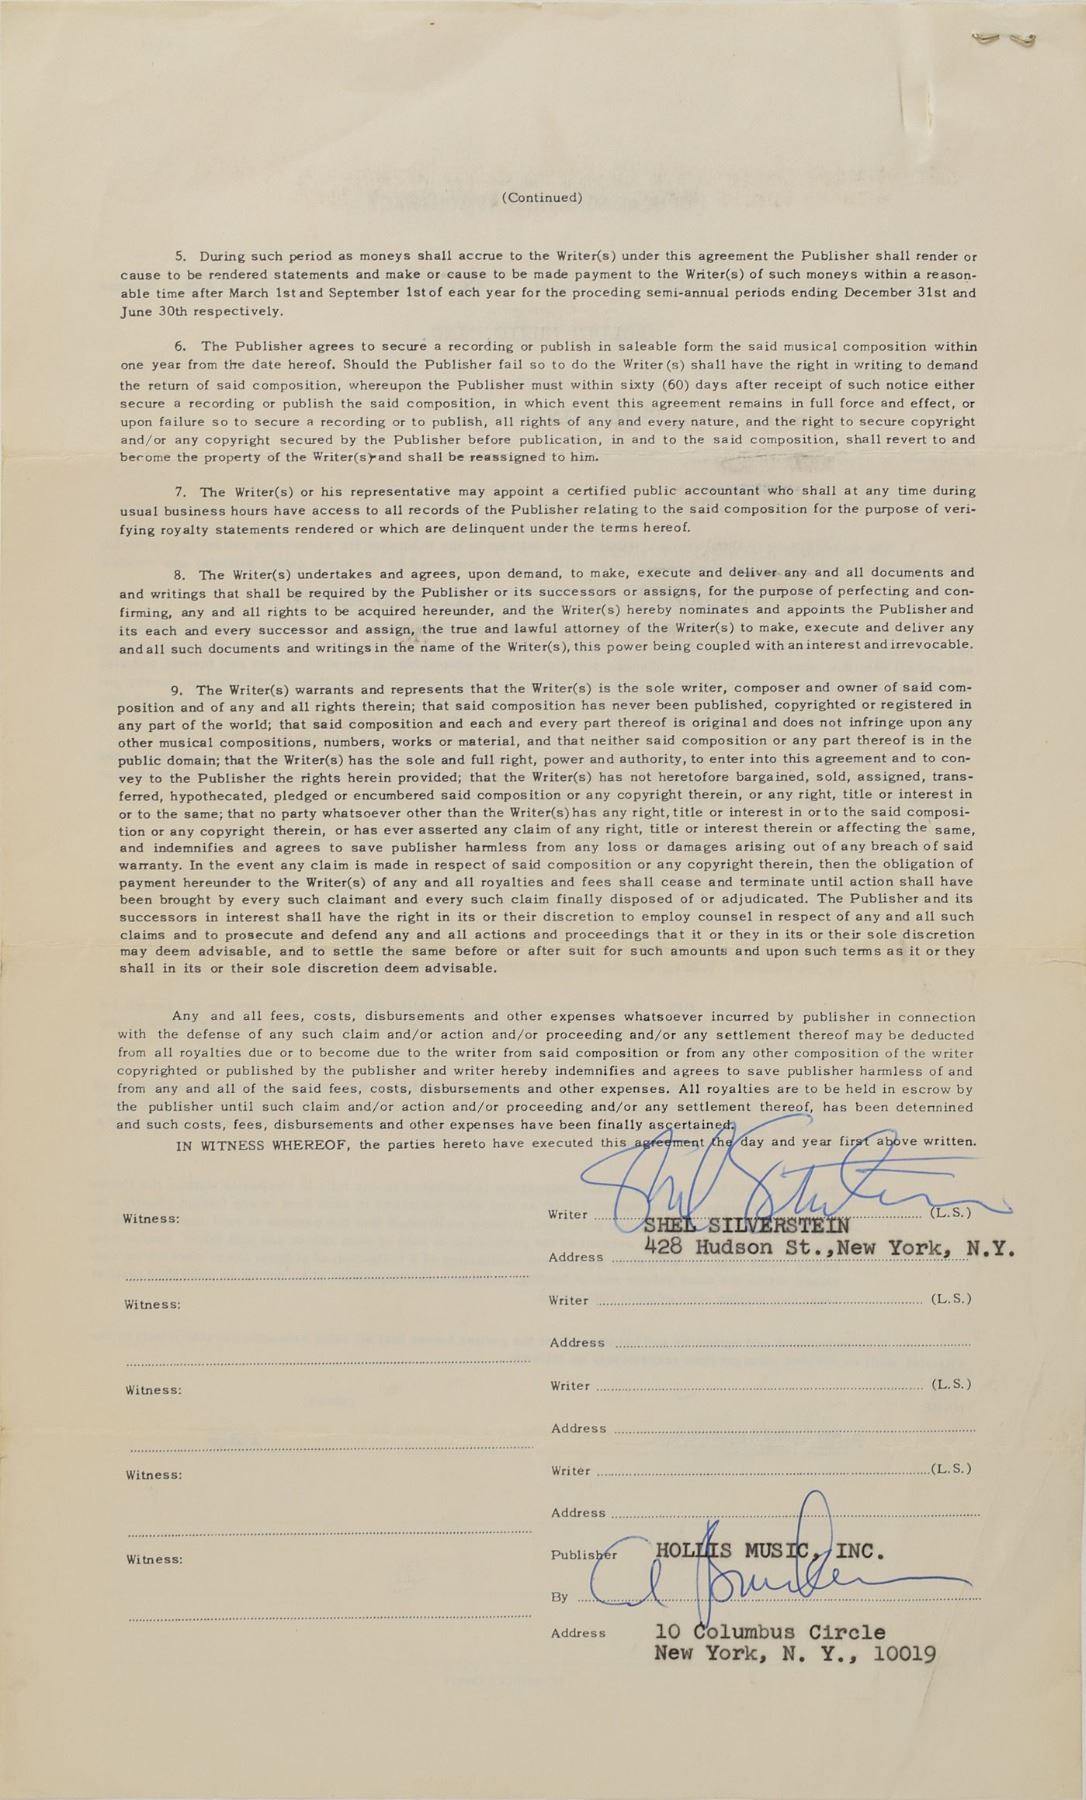 (Continued)
5. During such period as moneys shall accrue to the Writer(s) under this agreement the Publisher shall render or
cause to be rendered statements and make or cause to be made payment to the Writer(s) of such moneys within a reason-
able time after March 1st and September 1st of each year for the proceding semi-annual periods ending December 31st and
June 30th respectively.
6. The Publisher agrees to secure a recording or publish in saleable form the said musical composition within
one year from the date hereof. Should the Publisher fail so to do the Writer (s) shall have the right in writing to demand
the return of said composition, whereupon the Publisher must within sixty (60) days after receipt of such notice either
secure a recording or publish the said composition, in which event this agreement remains in full force and effect, or
upon failure so to secure a recording or to publish, all rights of any and every nature, and the right to secure copyright
and/or any copyright secured by the Publisher before publication, in and to the said composition, shall revert to and
become the property of the Writer(s) and shall be reassigned to him.
7. The Writer(s) or his representative may appoint a certified public accountant who shall at any time during
usual business hours have access to all records of the Publisher relating to the said composition for the purpose of veri-
fying royalty statements rendered or which are delinquent under the terms hereof.
8. The Writer(s) undertakes and agrees, upon demand, to make, execute and deliver any and all documents and
and writings that shall be required by the Publisher or its successors or assigns, for the purpose of perfecting and con-
firming, any and all rights to be acquired hereunder, and the Writer(s) hereby nominates and appoints the Publisher and
its each and every successor and assign, the true and lawful attorney of the Writer(s) to make, execute and deliver any
and all such documents and writings in the name of the Writer(s), this power being coupled with an interest and irrevocable.
9. The Writer(s) warrants and represents that the Writer(s) is the sole writer, composer and owner of said com-
position and of any and all rights therein; that said composition has never been published, copyrighted or registered in
any part of the world; that said composition and each and every part thereof is original and does not infringe upon any
other musical compositions, numbers, works or material, and that neither said composition or any part thereof is in the
public domain; that the Writer(s) has the sole and full right, power and authority, to enter into this agreement and to con-
vey to the Publisher the rights herein provided; that the Writer(s) has not heretofore bargained, sold, assigned, trans-
ferred, hypothecated, pledged or encumbered said composition or any copyright therein, or any right, title or interest in
or to the same; that no party whatsoever other than the Writer(s) has any right, title or interest in or to the said composi-
tion or any copyright therein, or has ever asserted any claim of any right, title or interest therein or affecting the same,
and indemnifies and agrees to save publisher harmless from any loss or damages arising out of any breach of said
warranty. In the event any claim is made in respect of said composition or any copyright therein, then the obligation of
payment hereunder to the Writer(s) of any and all royalties and fees shall cease and terminate until action shall have
been brought by every such claimant and every such claim finally disposed of or adjudicated. The Publisher and its
successors in interest shall have the right in its or their discretion to employ counsel in respect of any and all such
claims and to prosecute and defend any and all actions and proceedings that it or they in its or their sole discretion
may deem advisable, and to settle the same before or after suit for such amounts and upon such terms as it or they
shall in its or their sole discretion deem advisable.
Any and all fees, costs, disbursements and other expenses whatsoever incurred by publisher in connection
with the defense of any such claim and/or action and/or proceeding and/or any settlement thereof may be deducted
from all royalties due or to become due to the writer from said composition or from any other composition of the writer
copyrighted or published by the publisher and writer hereby indemnifies and agrees to save publisher harmless of and
from any and all of the said fees, costs, disbursements and other expenses. All royalties are to be held in escrow by
the publisher until such claim and/or action and/or proceeding and/or any settlement thereof, has been determined
and such costs, fees, disbursements and other expenses have been finally ascertained.
IN WITNESS WHEREOF, the parties hereto have executed this agreement the day and year first above written.
Shel Silverstein
Witness: Writer (L.S.)
SHEL SILVERSTEIN
Address 428 Hudson St.,New York, N.Y.
Witness: Writer (L.S.)
Address
Witness: Writer (L.S.)
Address
Witness: Writer (L.S.)
Address
Witness: Publisher HOLLIS MUSIC, INC.
By
Address 10 Columbus Circle
New York, N. Y., 10019